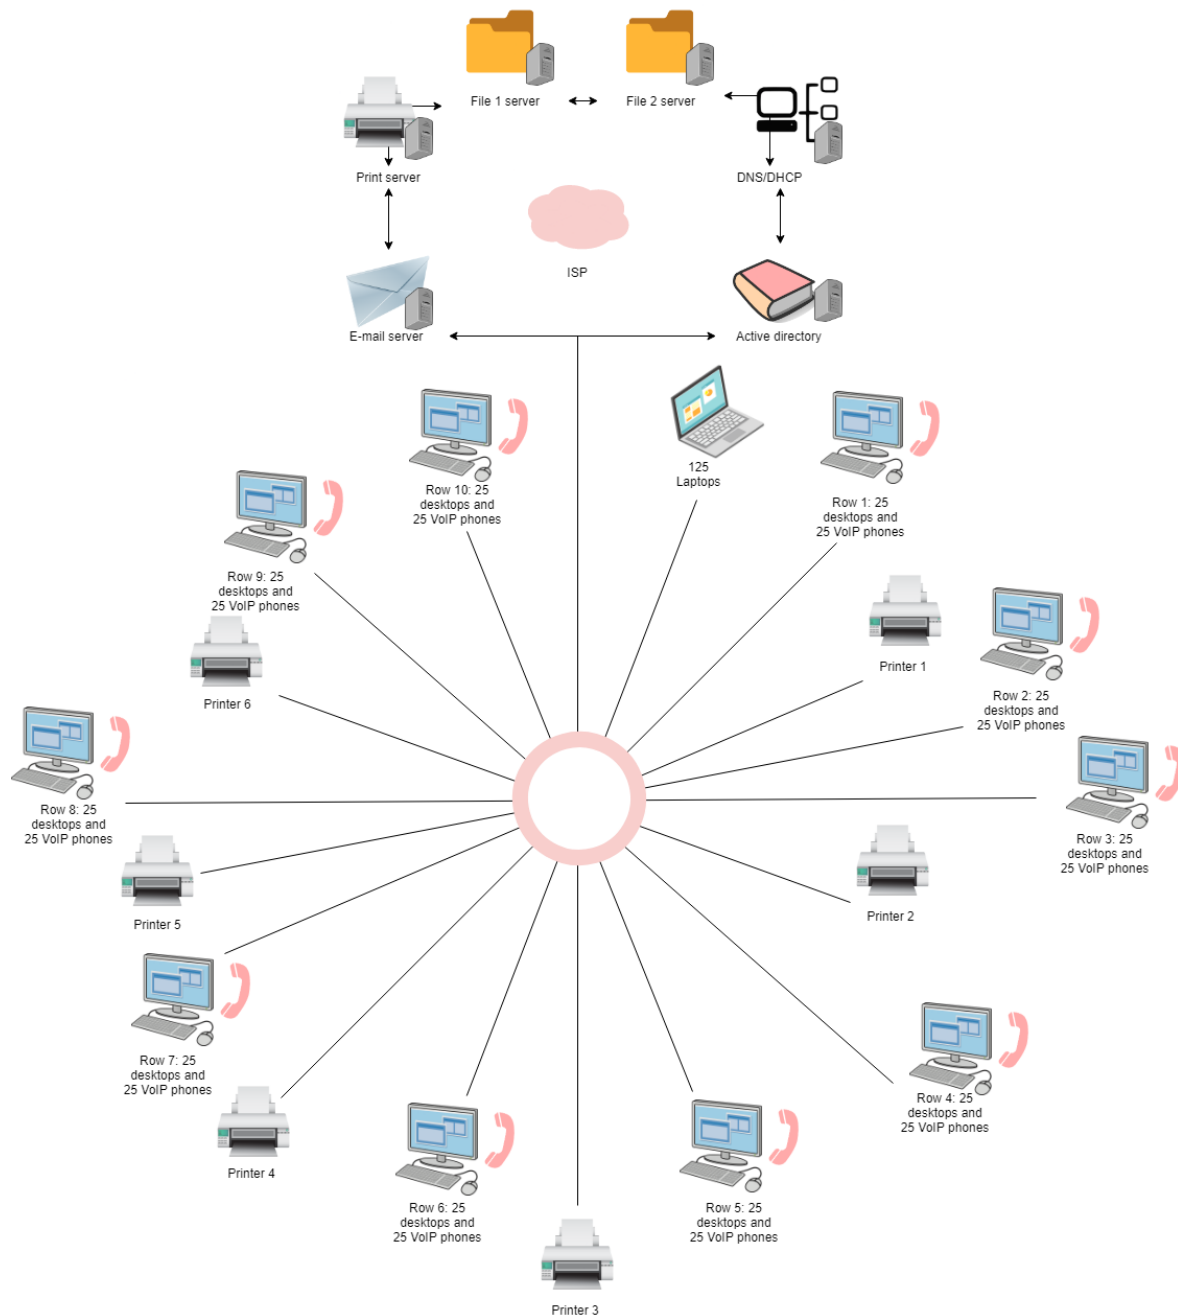 File 1 server
File 2 server
Print server
DNS/DHCP
ISP
E-mail server
Active directory
125
Laptops
Row 10: 25
desktops and
25 VoIP phones
Row 1: 25
desktops and
25 VoIP phones
Row 9: 25
desktops and
25 VoIP phones
Printer 1
Row 2: 25
desktops and
25 VoIP phones
Printer 6
Row 8: 25
desktops and
25 VoIP phones
Row 3: 25
desktops and
25 VoIP phones
Printer 5
Printer 2
Row 7: 25
desktops and
25 VoIP phones
Row 4: 25
desktops and
25 VoIP phones
Printer 4
Row 6: 25
desktops and
25 VoIP phones
Row 5: 25
desktops and
25 VoIP phones
Printer 3